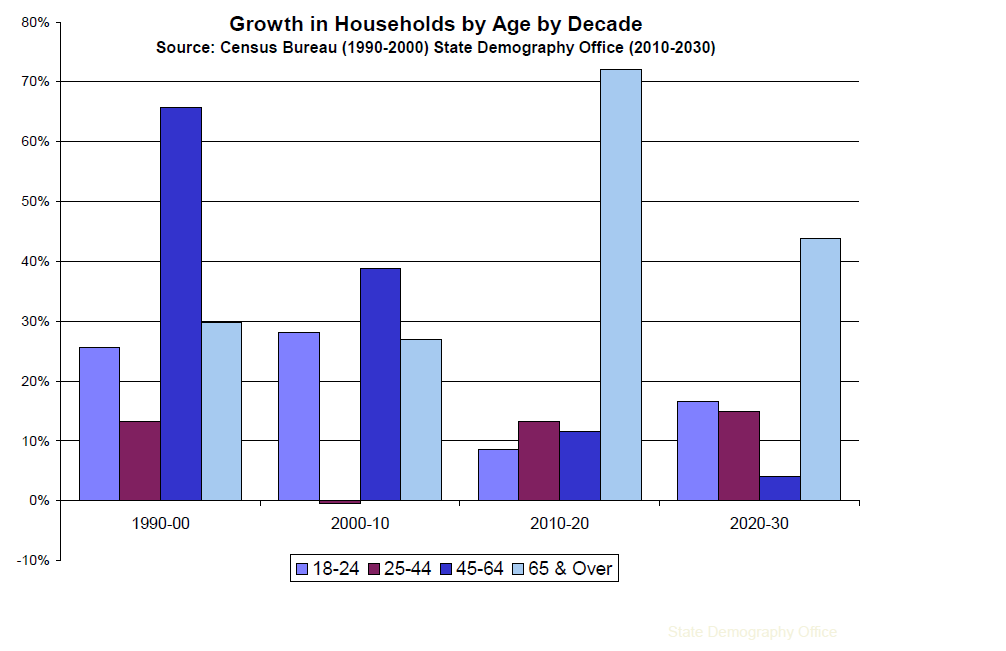 Growth in Households by Age by Decade
Source: Census Bureau (1990-2000) State Demography Office (2010-2030)
80%
70%
60%
50%
40%
30%
20%
10%
0%
-10%
1990-00 2000-10 2010-20 2020-30
18-24 25-44 45-64 65 & Over
State Demography Office